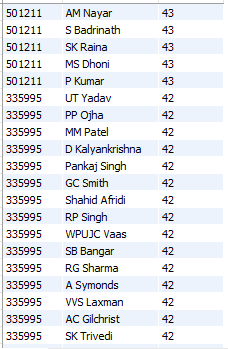 501211 AM Nayar 43
501211 S Badrinath 43
501211 SK Raina 43
501211 MS Dhoni 43
501211 P Kumar 43
335995 UT Yadav 42
335995 PP Ojha 42
335995 MM Patel 42
335995 D Kalyankrishna 42
335995 Pankaj Singh 42
335995 GC Smith 42
335995 Shahid Afridi 42
335995 RP Singh 42
335995 WPUJC Vaas 42
335995 SB Bangar 42
335995 RG Sharma 42
335995 A Symonds 42
335995 VVS Laxman 42
335995 AC Gilchrist 42
335995 SK Trivedi 42